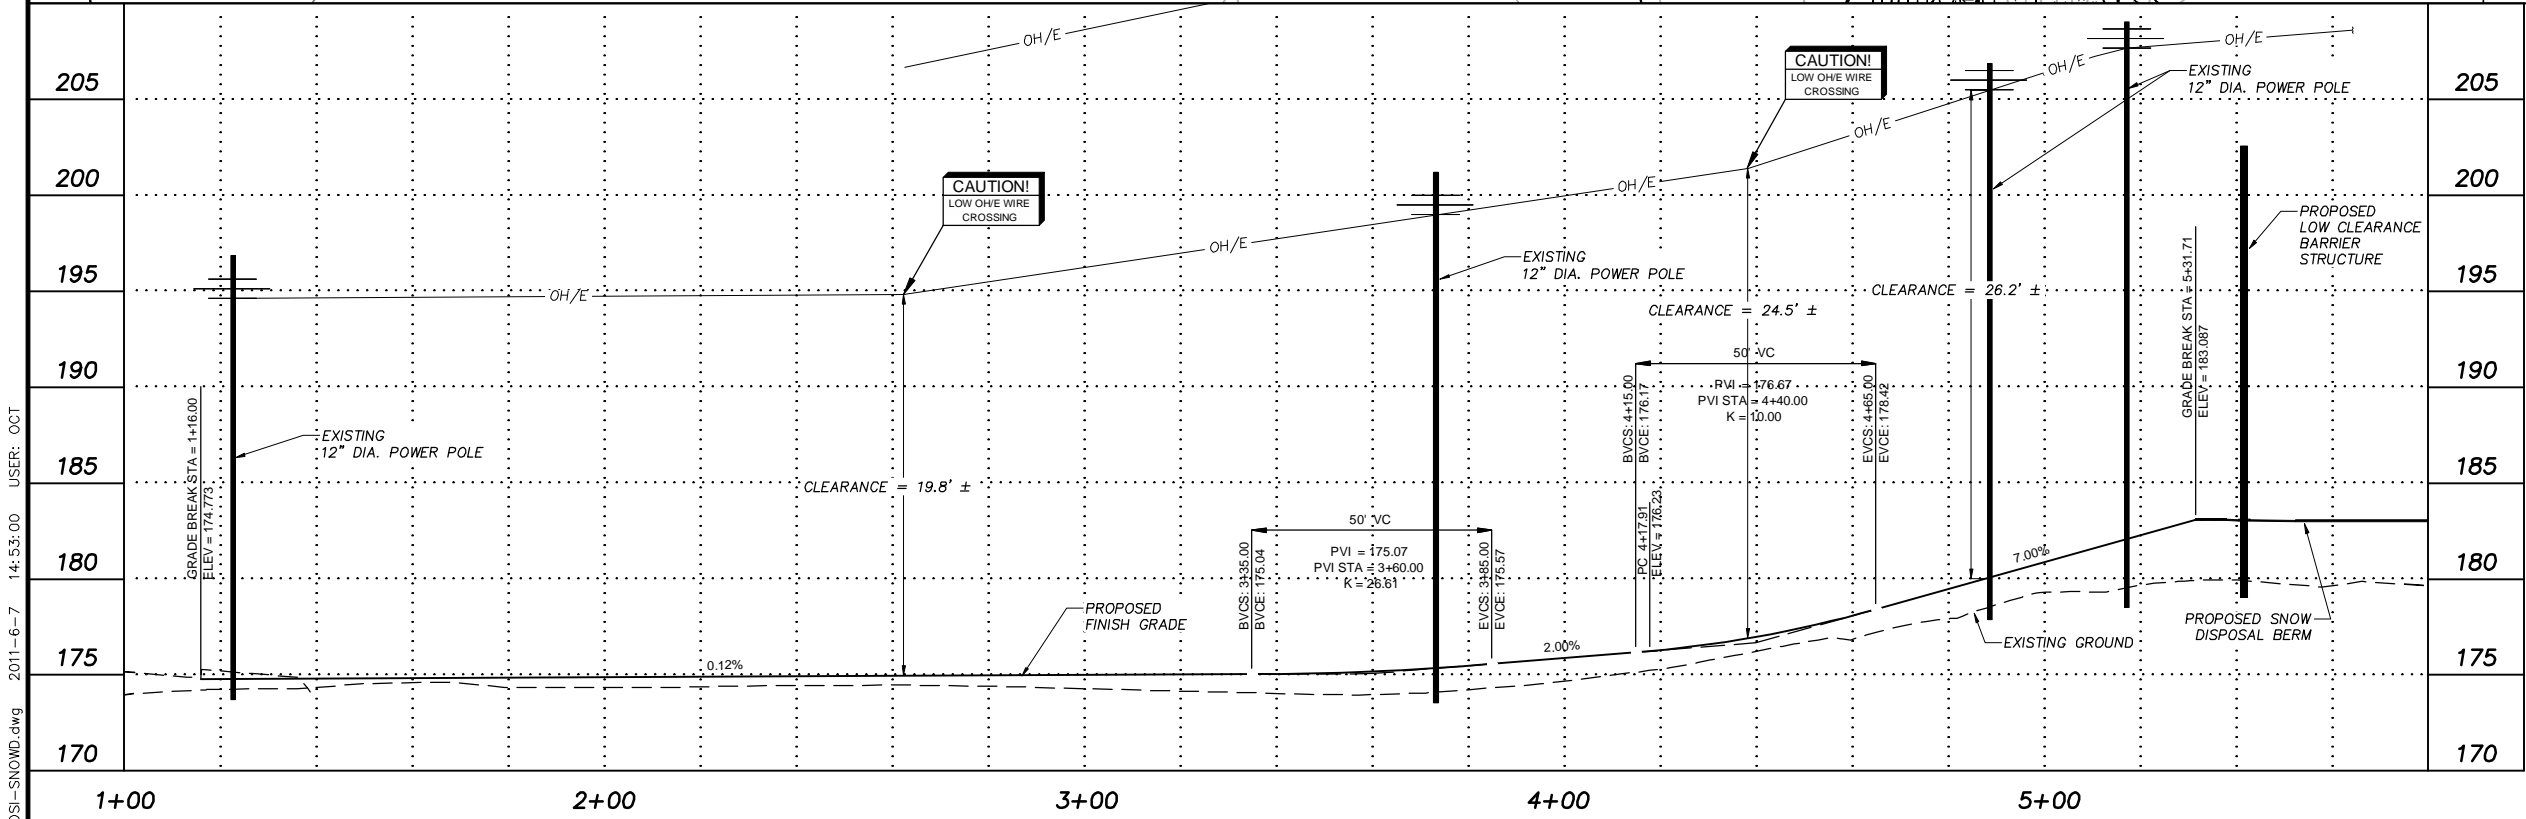 OH/E
OH/E
205
CAUTION!
LOW OH/E WIRE
CROSSING
OH/E
EXISTING
12" DIA. POWER POLE
205
OH/E
200
CAUTION!
LOW OH/E WIRE
CROSSING
OH/E
200
OH/E
PROPOSED
LOW CLEARANCE
BARRIER
STRUCTURE
195
OH/E
EXISTING
12" DIA. POWER POLE
CLEARANCE = 24.5' ±
CLEARANCE = 26.2' ±
GRADE BREAK STA = 5+31.71
ELEV = 183.087
195
190
50' VC
PVI = 176.67
PVI STA = 4+40.00
K = 10.00
BVCS: 4+15.00
BVCE: 176.17
EVCS: 4+65.00
EVCE: 178.42
190
GRADE BREAK STA = 1+16.00
ELEV = 174.773
EXISTING
12" DIA. POWER POLE
185
CLEARANCE = 19.8' ±
185
50' VC
PVI = 175.07
PVI STA = 3+60.00
K = 26.61
BVCS: 3+35.00
BVCE: 175.04
EVCS: 3+85.00
EVCE: 175.57
PC 4+17.91
ELEV = 176.23
180
7.00%
180
PROPOSED
FINISH GRADE
PROPOSED SNOW
DISPOSAL BERM
EXISTING GROUND
175
0.12%
2.00%
175
170
170
1+00
2+00
3+00
4+00
5+00
DSI-SNOWD.dwg 2011-6-7 14:53:00 USER: OCT